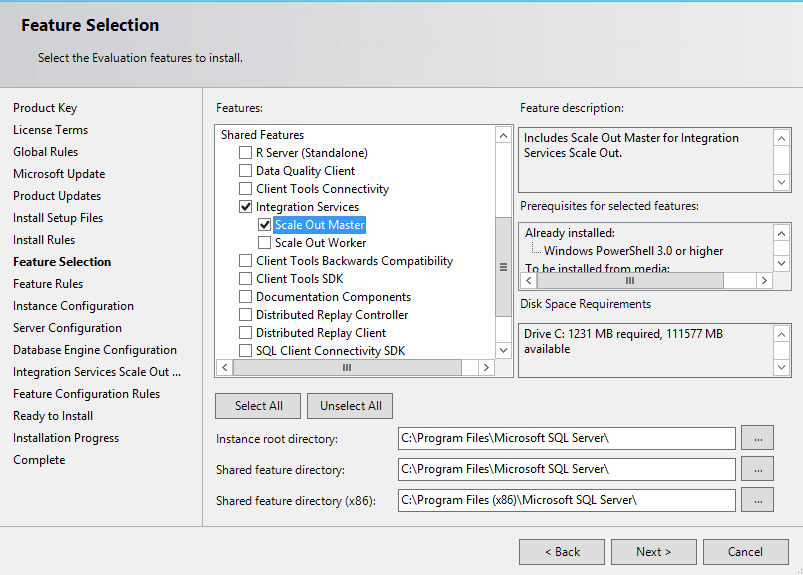 Feature Selection
Select the Evaluation features to install.
Product Key
License Terms
Global Rules
Microsoft Update
Product Updates
Install Setup Files
Install Rules
Feature Selection
Feature Rules
Instance Configuration
Server Configuration
Database Engine Configuration
Integration Services Scale Out ...
Feature Configuration Rules
Ready to Install
Installation Progress
Complete
Features:
Shared Features
R Server (Standalone)
Data Quality Client
Client Tools Connectivity
Integration Services
Scale Out Master
Scale Out Worker
Client Tools Backwards Compatibility
Client Tools SDK
Documentation Components
Distributed Replay Controller
Distributed Replay Client
SQL Client Connectivity SDK
Feature description:
Includes Scale Out Master for Integration
Services Scale Out.
Prerequisites for selected features:
Already installed:
Windows PowerShell 3.0 or higher
To be installed from media:
Disk Space Requirements
Drive C: 1231 MB required, 111577 MB
available
Select All
Unselect All
Instance root directory:
C:\Program Files\Microsoft SQL Server\
...
Shared feature directory:
C:\Program Files\Microsoft SQL Server\
...
Shared feature directory (x86):
C:\Program Files (x86)\Microsoft SQL Server\
...
< Back
Next >
Cancel